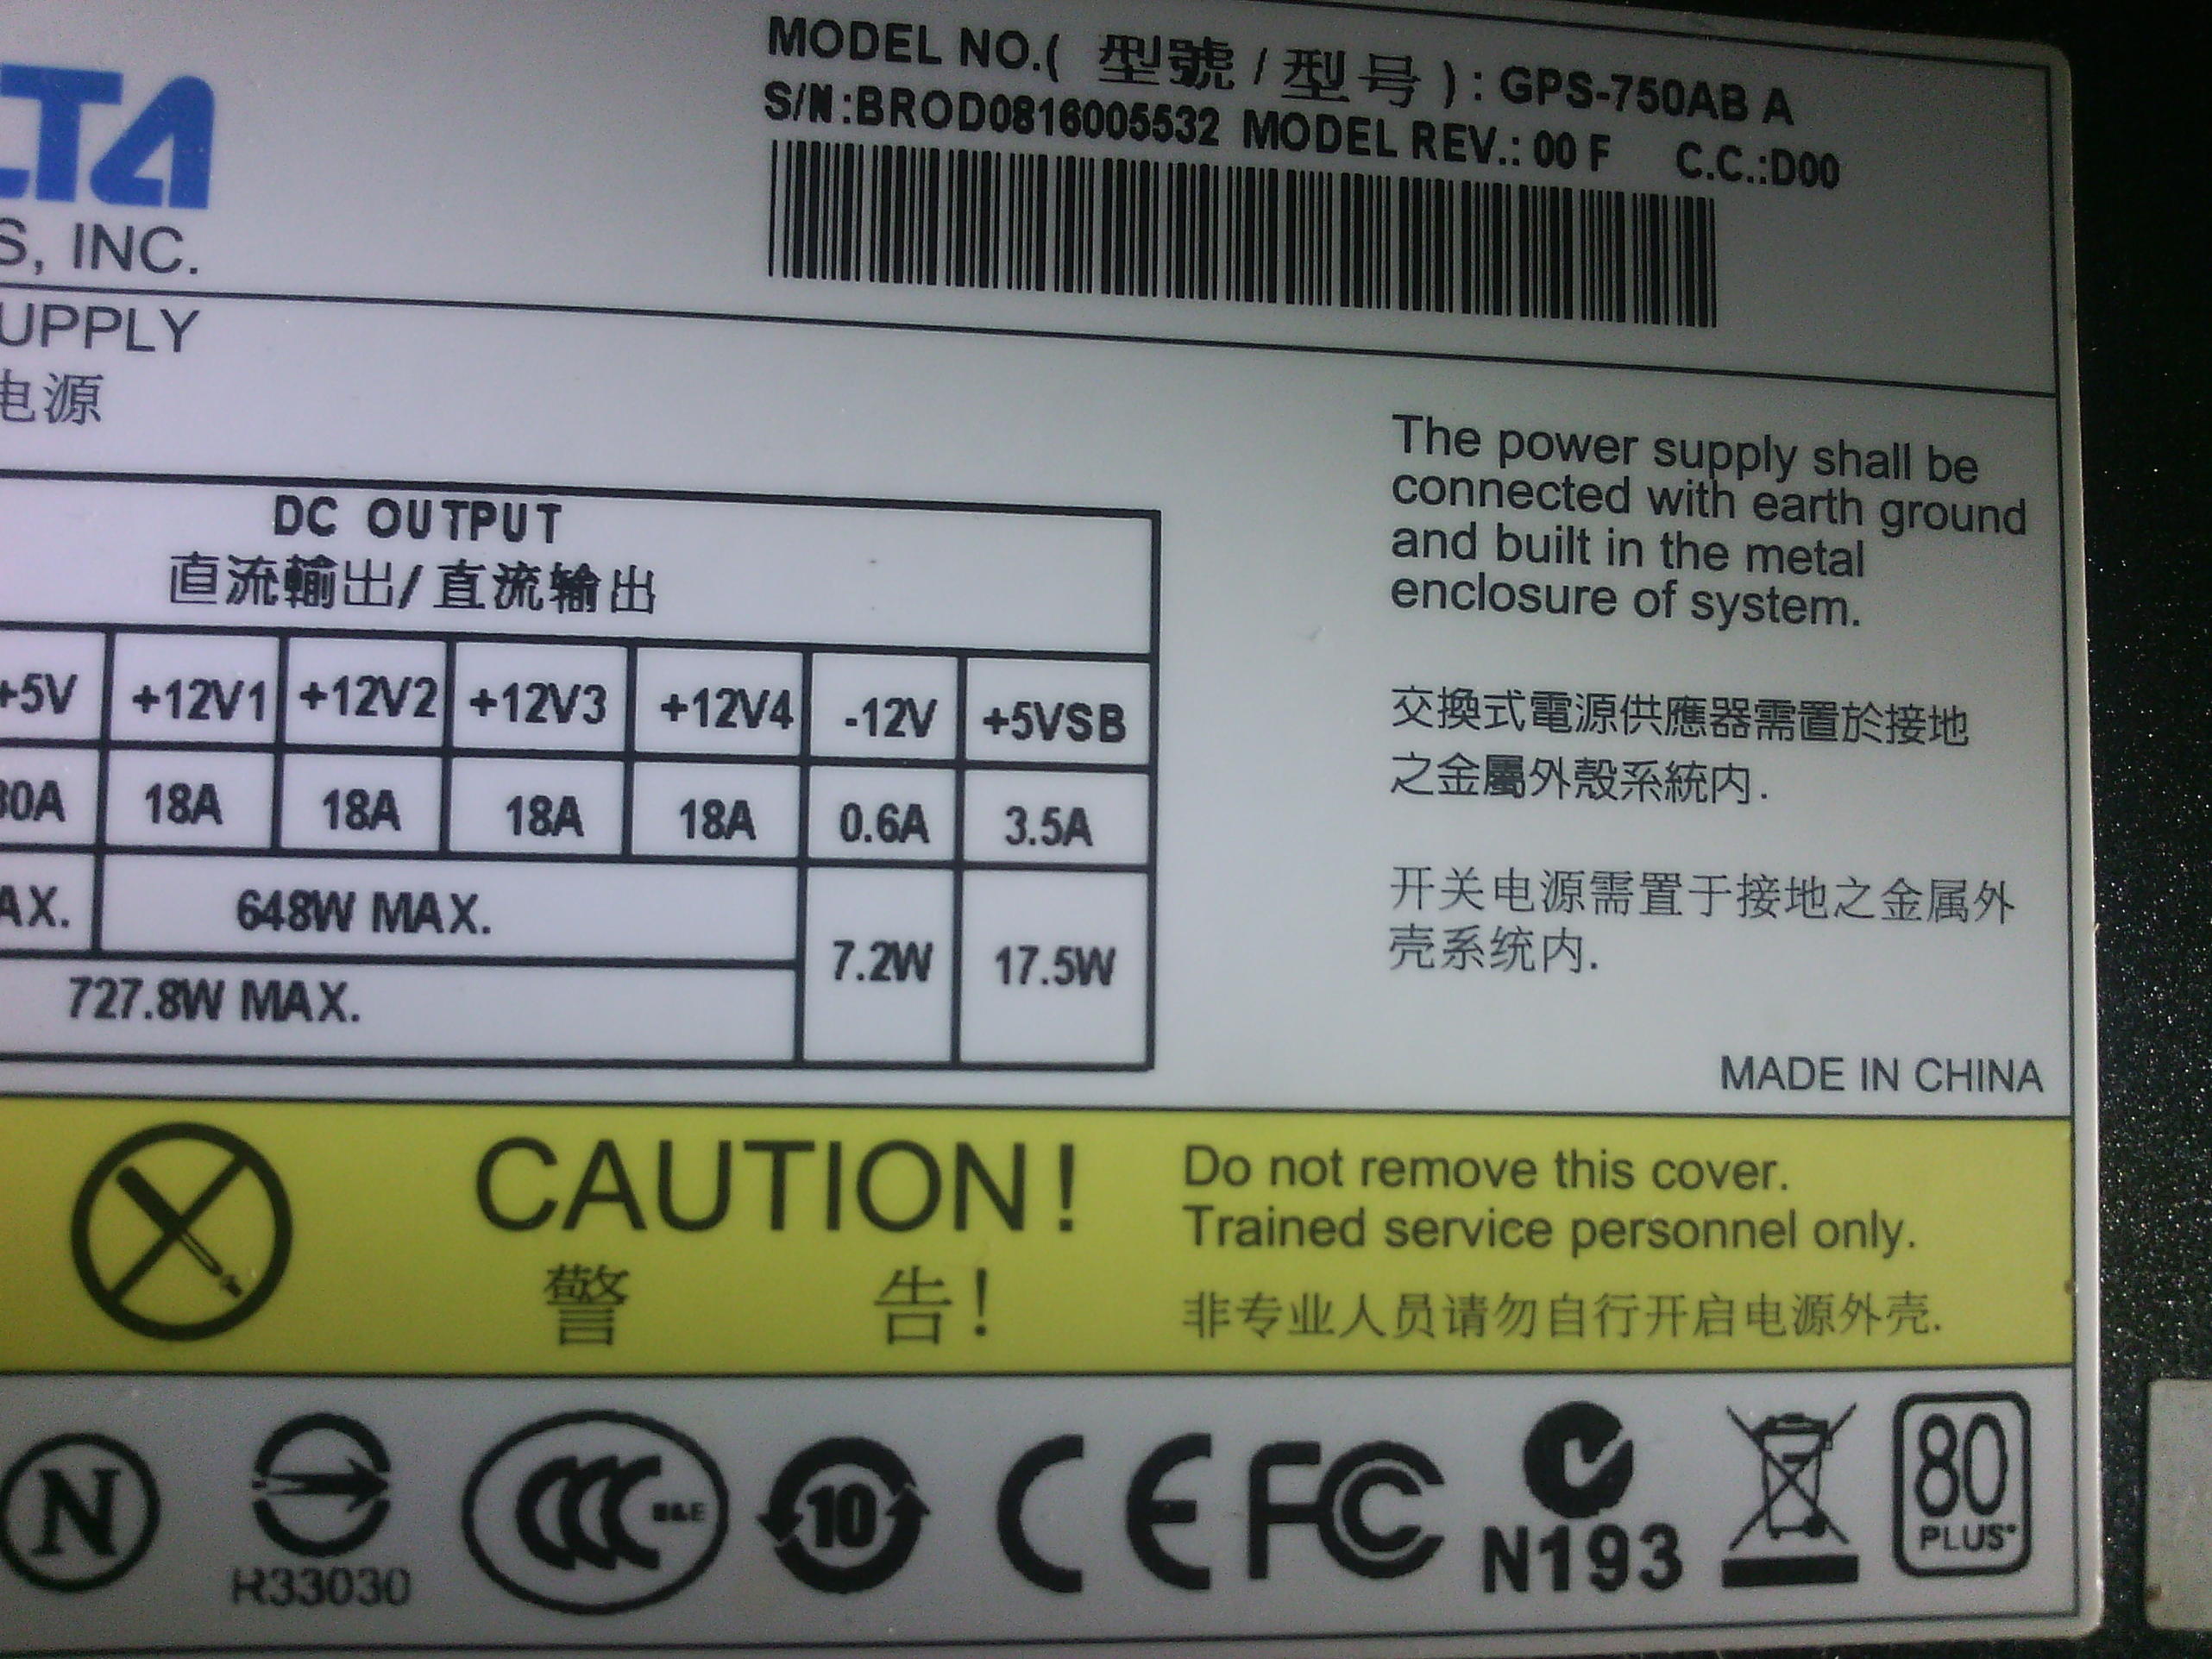 MODEL NO.( 型號 / 型号 ) : GPS-750AB A
S/N:BROD0816005532 MODEL REV.: 00 F C.C.:D00
LTA
S, INC.
UPPLY
电源
DC OUTPUT
直流輸出/直流输出
+5V +12V1 +12V2 +12V3 +12V4 -12V +5VSB
30A 18A 18A 18A 18A 0.6A 3.5A
AX. 648W MAX.
7.2W 17.5W
727.8W MAX.
The power supply shall be
connected with earth ground
and built in the metal
enclosure of system.
交換式電源供應器需置於接地
之金屬外殼系統内.
开关电源需置于接地之金属外
壳系统内.
MADE IN CHINA
CAUTION!
警 告!
Do not remove this cover.
Trained service personnel only.
非专业人员请勿自行开启电源外壳.
N
R33030
CCC S&E
10
CE
FC
N193
80
PLUS